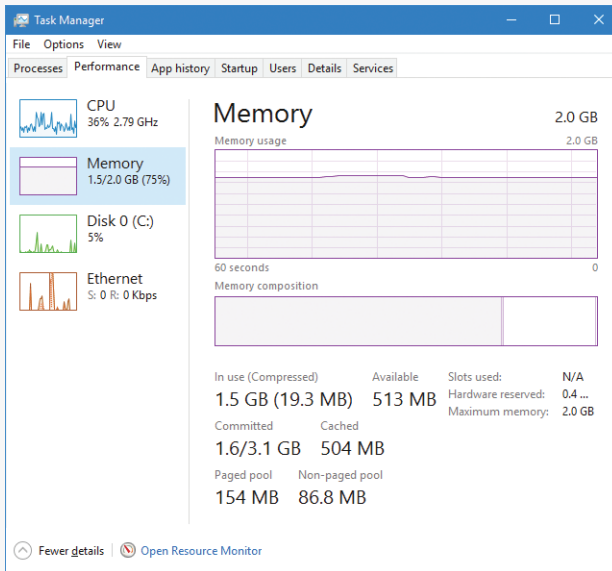 Task Manager
File Options View
Processes Performance App history Startup Users Details Services
CPU
36% 2.79 GHz
Memory
1.5/2.0 GB (75%)
Disk 0 (C:)
5%
Ethernet
S: 0 R: 0 Kbps
Memory 2.0 GB
Memory usage 2.0 GB
60 seconds 0
Memory composition
In use (Compressed) Available
1.5 GB (19.3 MB) 513 MB
Committed Cached
1.6/3.1 GB 504 MB
Paged pool Non-paged pool
154 MB 86.8 MB
Slots used: N/A
Hardware reserved: 0.4 ...
Maximum memory: 2.0 GB
Fewer details Open Resource Monitor